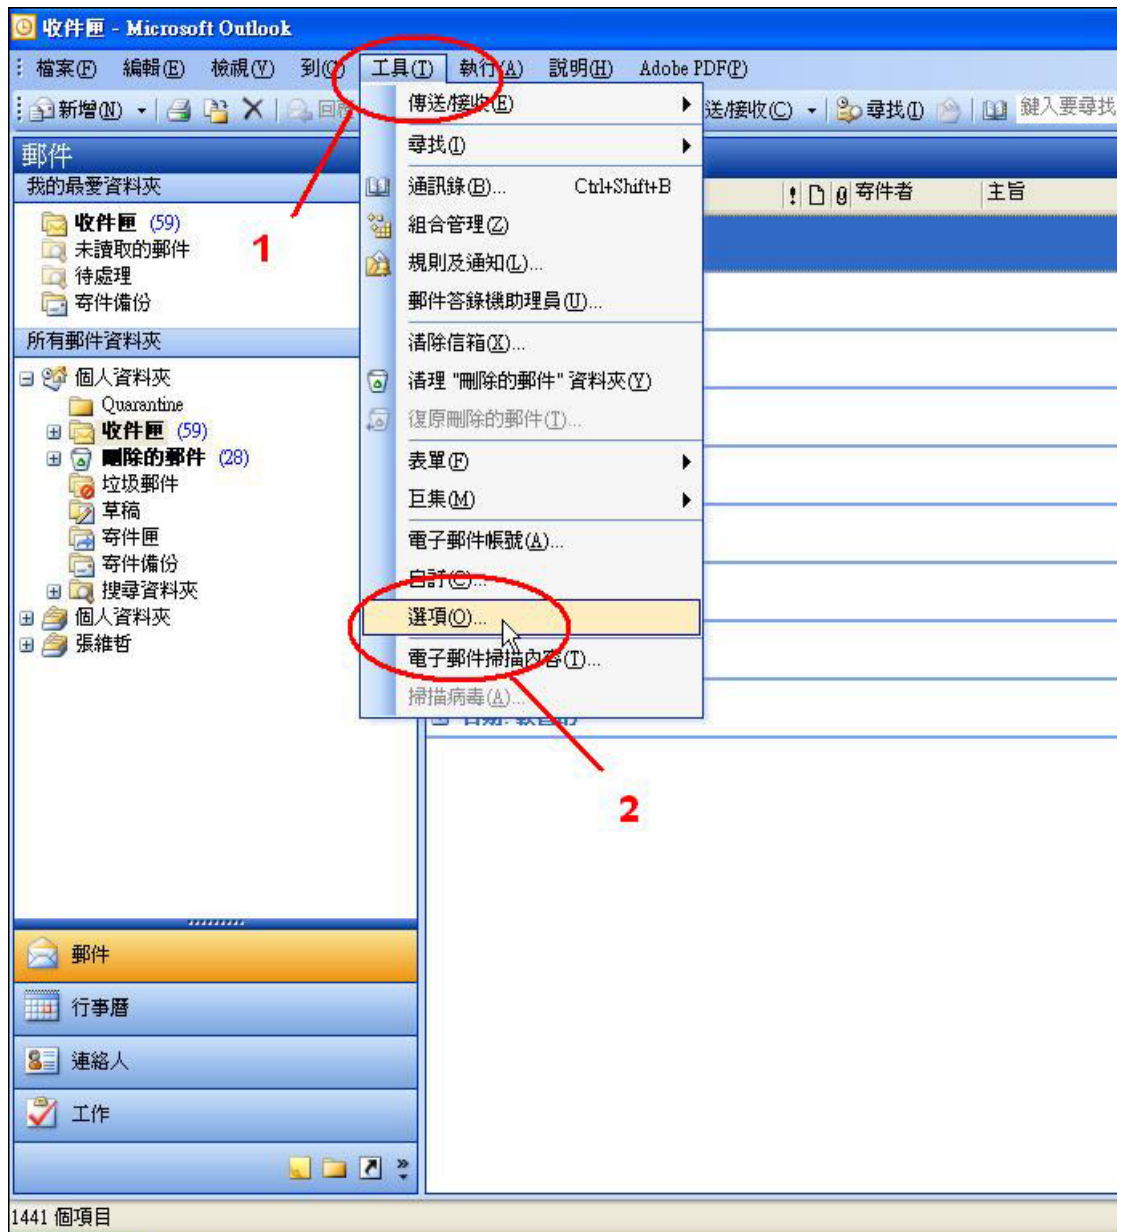 收件匣 - Microsoft Outlook
檔案(F) 編輯(E) 檢視(V) 到(G) 工具(T) 執行(A) 說明(H) Adobe PDF(P)
新增(N) 回 送/接收(C) 尋找(I) 鍵入要尋找
郵件
我的最愛資料夾
收件匣 (59)
未讀取的郵件
待處理
寄件備份
所有郵件資料夾
個人資料夾
Quarantine
收件匣 (59)
刪除的郵件 (28)
垃圾郵件
草稿
寄件匣
寄件備份
搜尋資料夾
個人資料夾
張維哲
郵件
行事曆
連絡人
工作
1441 個項目
傳送/接收(E)
尋找(I)
通訊錄(B)... Ctrl+Shift+B
組合管理(Z)
規則及通知(L)...
郵件答錄機助理員(U)...
清除信箱(X)...
清理 "刪除的郵件" 資料夾(Y)
復原刪除的郵件(T)...
表單(F)
巨集(M)
電子郵件帳號(A)...
自訂(C)...
選項(O)...
電子郵件掃描內容(T)...
掃描病毒(A)...
寄件者 主旨
1
2